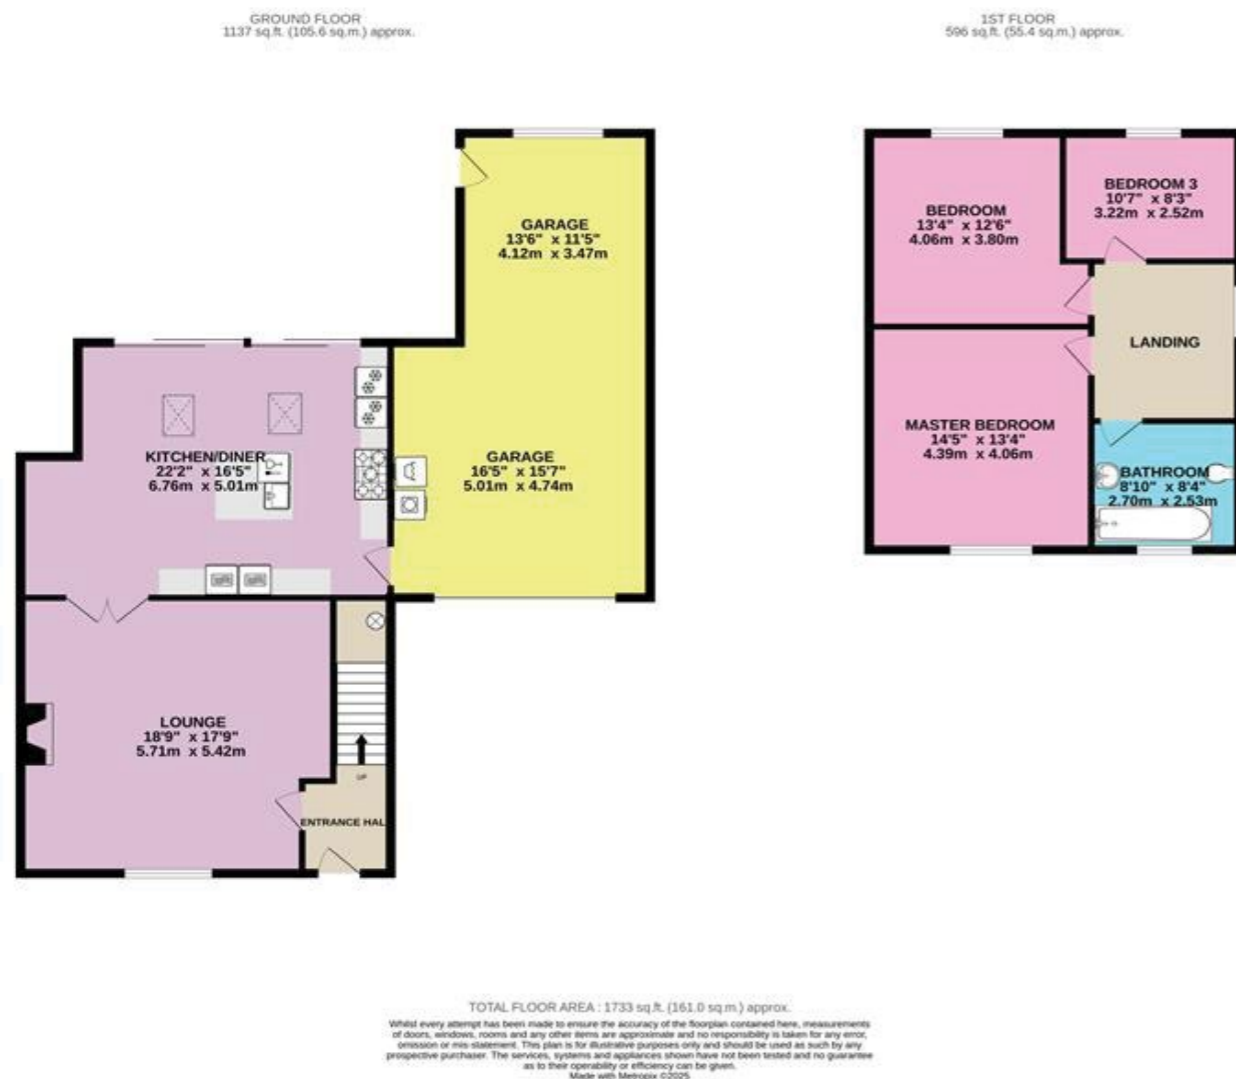 GROUND FLOOR
1137 sq.ft. (105.6 sq.m.) approx.
1ST FLOOR
596 sq.ft. (55.4 sq.m.) approx.
GARAGE
13'6" x 11'5"
4.12m x 3.47m
KITCHEN/DINER
22'2" x 16'5"
6.76m x 5.01m
GARAGE
16'5" x 15'7"
5.01m x 4.74m
LOUNGE
18'9" x 17'9"
5.71m x 5.42m
UP
ENTRANCE HAL
BEDROOM
13'4" x 12'6"
4.06m x 3.80m
BEDROOM 3
10'7" x 8'3"
3.22m x 2.52m
LANDING
MASTER BEDROOM
14'5" x 13'4"
4.39m x 4.06m
BATHROOM
8'10" x 8'4"
2.70m x 2.53m
TOTAL FLOOR AREA : 1733 sq.ft. (161.0 sq.m.) approx.
Whilst every attempt has been made to ensure the accuracy of the floorplan contained here, measurements
of doors, windows, rooms and any other items are approximate and no responsibility is taken for any error,
omission or mis-statement. This plan is for illustrative purposes only and should be used as such by any
prospective purchaser. The services, systems and appliances shown have not been tested and no guarantee
as to their operability or efficiency can be given.
Made with Metropix ©2025